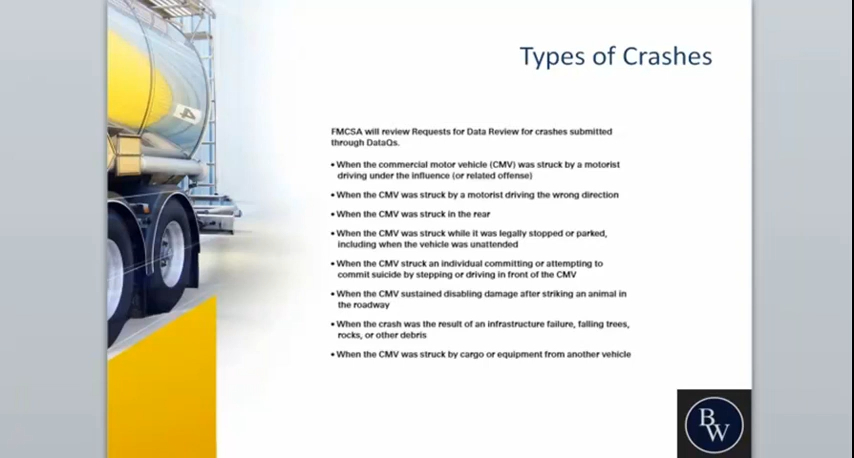 Types of Crashes
FMCSA will review Requests for Data Review for crashes submitted
through DataQs.
• When the commercial motor vehicle (CMV) was struck by a motorist
driving under the influence (or related offense)
• When the CMV was struck by a motorist driving the wrong direction
• When the CMV was struck in the rear
• When the CMV was struck while it was legally stopped or parked,
including when the vehicle was unattended
• When the CMV struck an individual committing or attempting to
commit suicide by stepping or driving in front of the CMV
• When the CMV sustained disabling damage after striking an animal in
the roadway
• When the crash was the result of an infrastructure failure, falling trees,
rocks, or other debris
• When the CMV was struck by cargo or equipment from another vehicle
4
BW